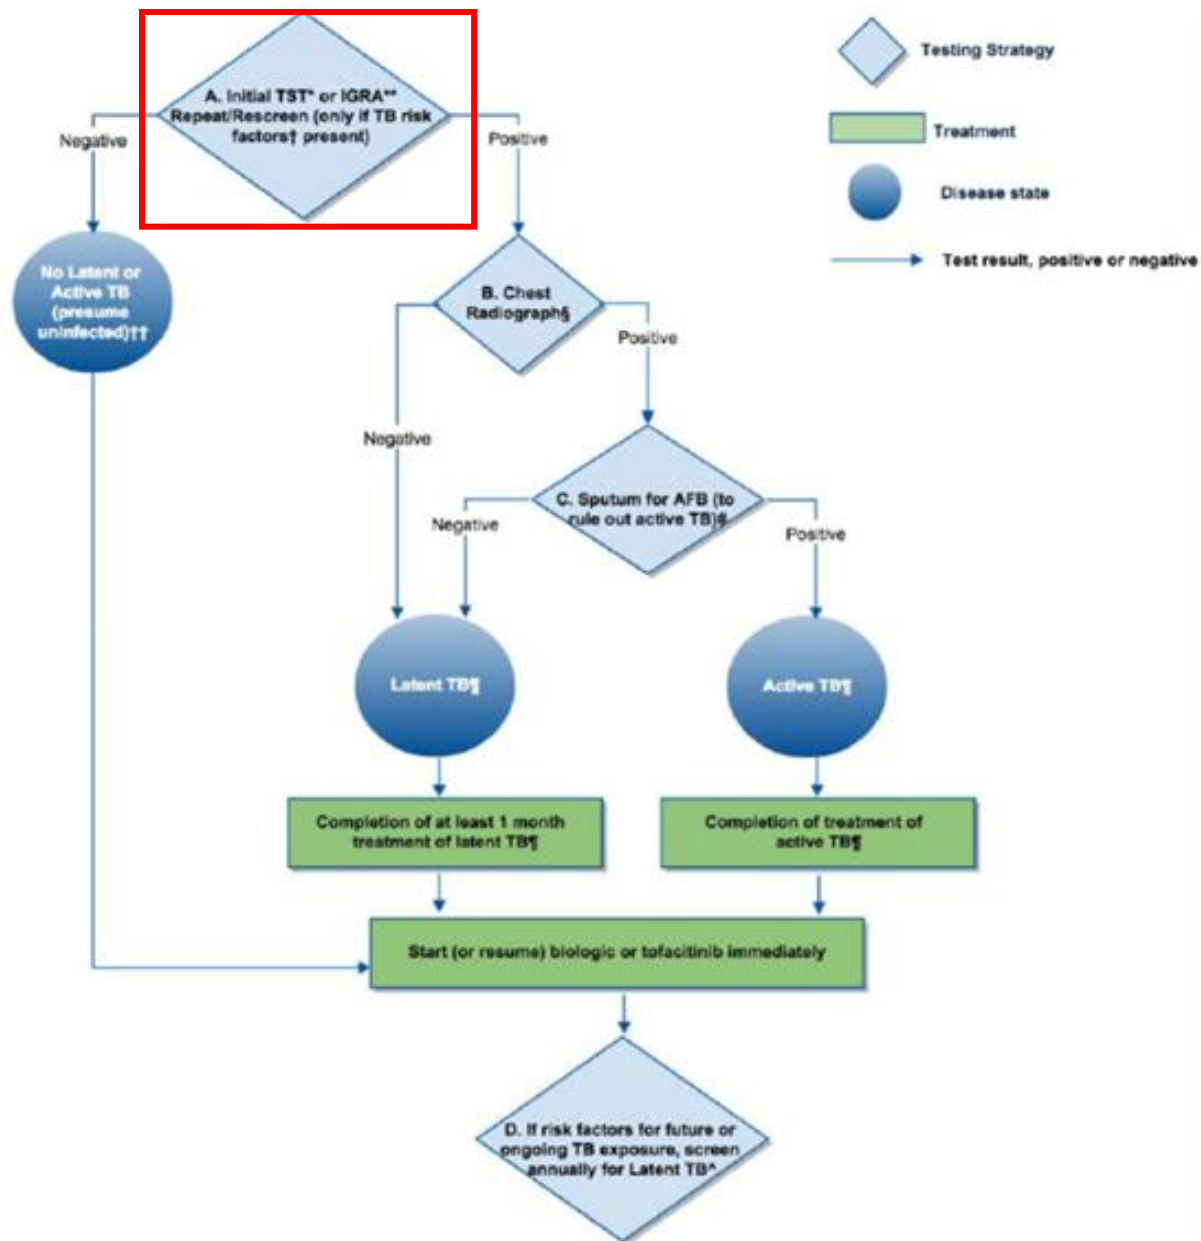 A. Initial TST* or IGRA**
Repeat/Rescreen (only if TB risk
factors† present)
Negative
Positive
Testing Strategy
Treatment
Disease state
Test result, positive or negative
No Latent or
Active TB
(presume
uninfected)††
B. Chest
Radiograph§
Positive
Negative
C. Sputum for AFB (to
rule out active TB)¶
Negative
Positive
Latent TB¶
Active TB¶
Completion of at least 1 month
treatment of latent TB¶
Completion of treatment of
active TB¶
Start (or resume) biologic or tofacitinib immediately
D. If risk factors for future or
ongoing TB exposure, screen
annually for Latent TB^